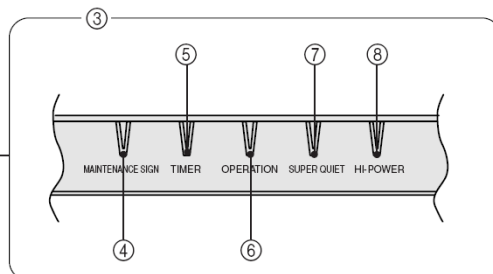 ③
⑤ ⑦ ⑧
MAINTENANCE SIGN TIMER OPERATION SUPER QUIET HI-POWER
④ ⑥